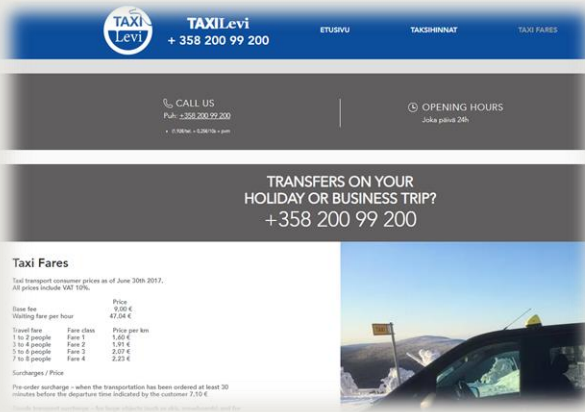 TAXI
Levi
TAXILevi
+ 358 200 99 200
ETUSIVU
TAKSIHINNAT
TAXI FARES
CALL US
Puh: +358 200 99 200
OPENING HOURS
Joka päivä 24h
TRANSFERS ON YOUR
HOLIDAY OR BUSINESS TRIP?
+358 200 99 200
Taxi Fares
Taxi transport consumer prices as of June 30th 2017.
All prices include VAT 10%.
Price
Base fee 9,00 €
Waiting fare per hour 47,04 €
Travel fare Fare class Price per km
1 to 2 people Fare 1 1,60 €
3 to 4 people Fare 2 1,91 €
5 to 6 people Fare 3 2,07 €
7 to 8 people Fare 4 2,23 €
Surcharges / Price
Pre-order surcharge – when the transportation has been ordered at least 30
minutes before the departure time indicated by the customer 7,10 €
TAXI